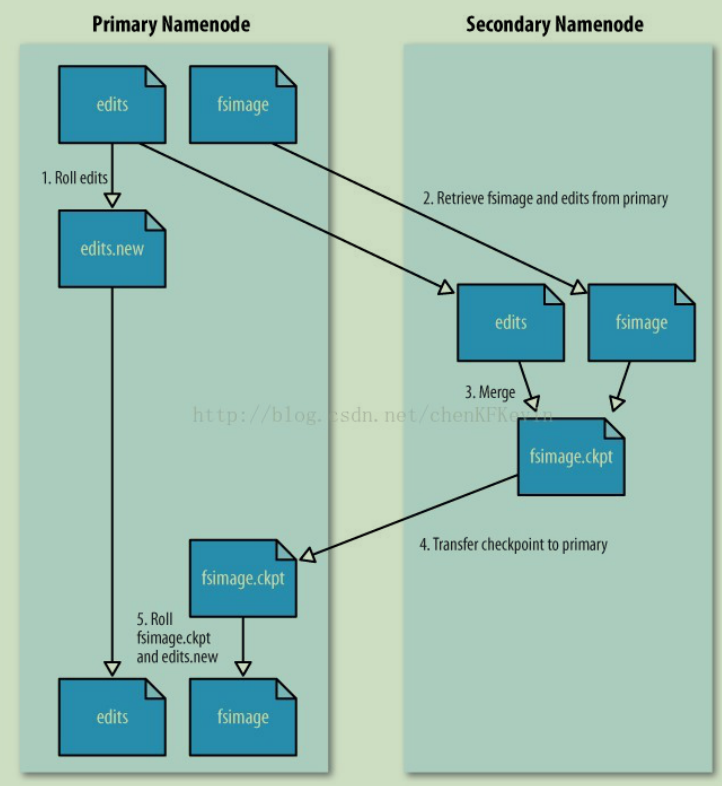 Primary Namenode
Secondary Namenode
edits
fsimage
1. Roll edits
2. Retrieve fsimage and edits from primary
edits.new
edits
fsimage
3. Merge
http://blog.csdn.net/chenKFKevin
fsimage.ckpt
4. Transfer checkpoint to primary
fsimage.ckpt
5. Roll
fsimage.ckpt
and edits.new
edits
fsimage